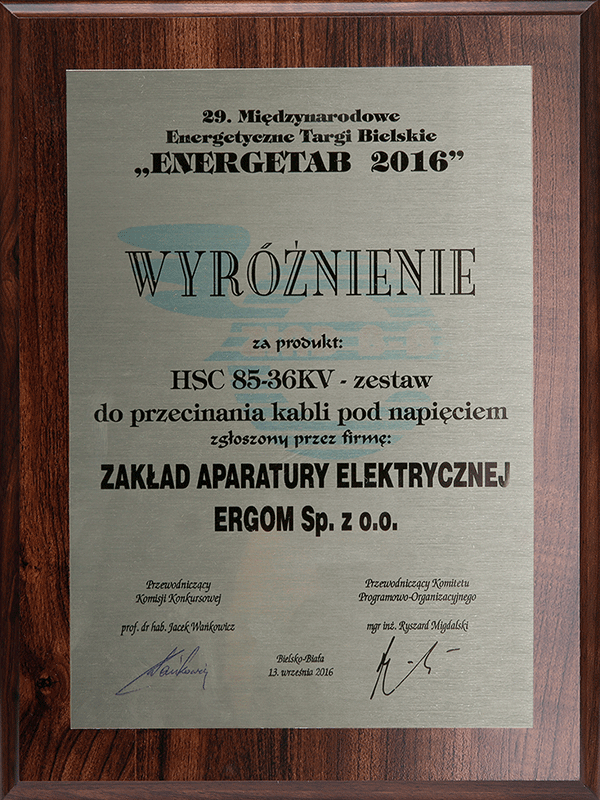 29. Międzynarodowe
Energetyczne Targi Bielskie
„ENERGETAB 2016”
WYRÓŻNIENIE
za produkt:
HSC 85-36KV - zestaw
do przecinania kabli pod napięciem
zgłoszony przez firmę:
ZAKŁAD APARATURY ELEKTRYCZNEJ
ERGOM Sp. z o.o.
Przewodniczący
Komisji Konkursowej
prof. dr hab. Jacek Wańkowicz
Przewodniczący Komitetu
Programowo-Organizacyjnego
mgr inż. Ryszard Migdalski
Bielsko-Biała
13. września 2016